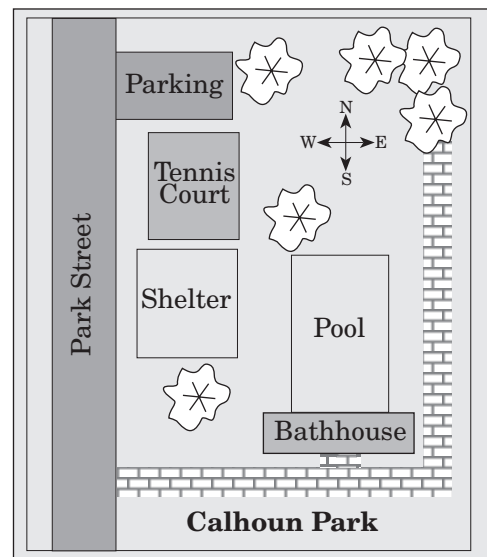 Parking
N
W E
S
Tennis
Court
Park Street
Shelter
Pool
Bathhouse
Calhoun Park